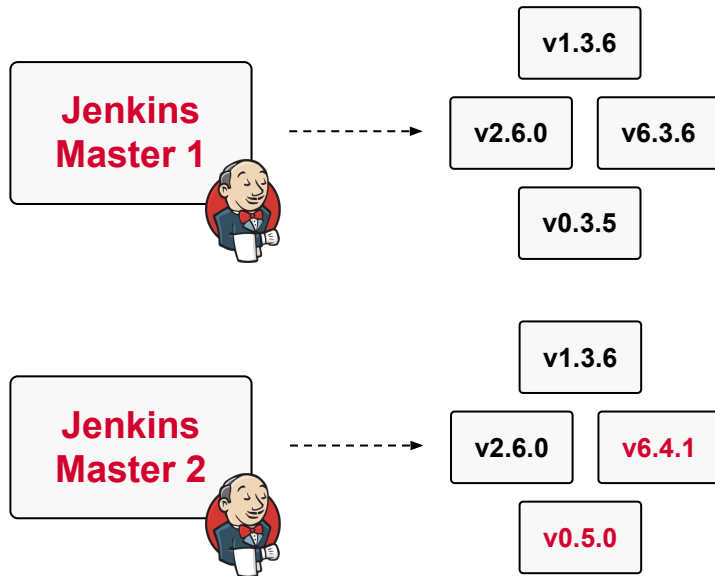 v1.3.6
Jenkins
Master 1
v2.6.0
v6.3.6
v0.3.5
v1.3.6
Jenkins
Master 2
v2.6.0
v6.4.1
v0.5.0